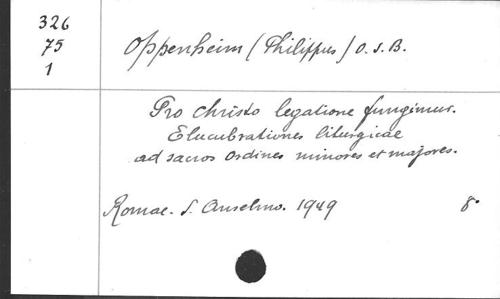 326
75
1
Oppenheim (Philippus) O.S.B.
Pro Christo legatione fungimur.
Elucubrationes liturgicae
ad sacros ordines minores et majores.
Romae. S. Anselmo. 1949 8°